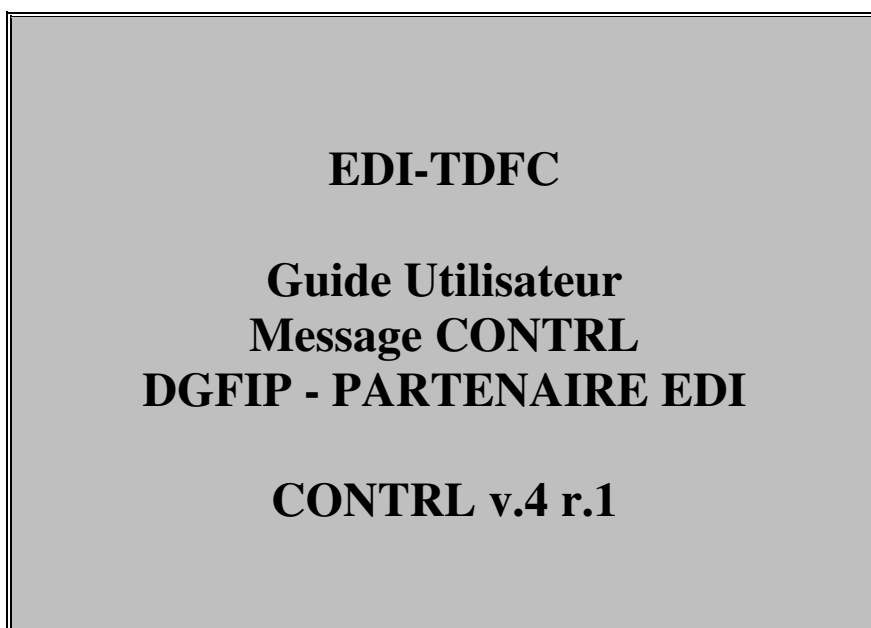 EDI-TDFC
Guide Utilisateur
Message CONTRL
DGFIP - PARTENAIRE EDI
CONTRL v.4 r.1